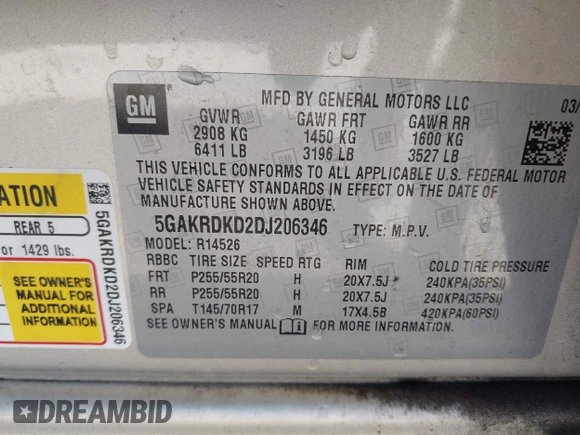 GM
MFD BY GENERAL MOTORS LLC 03/
GVWR GAWR FRT GAWR RR
2908 KG 1450 KG 1600 KG
6411 LB 3196 LB 3527 LB
THIS VEHICLE CONFORMS TO ALL APPLICABLE U.S. FEDERAL MOTOR
VEHICLE SAFETY STANDARDS IN EFFECT ON THE DATE OF
MANUFACTURE SHOWN ABOVE.
5GAKRDKD2DJ206346 TYPE: M.P.V.
MODEL: R14526
RBBC TIRE SIZE SPEED RTG RIM COLD TIRE PRESSURE
FRT P255/55R20 H 20X7.5J 240KPA(35PSI)
RR P255/55R20 H 20X7.5J 240KPA(35PSI)
SPA T145/70R17 M 17X4.5B 420KPA(60PSI)
SEE OWNER'S MANUAL i FOR MORE INFORMATION.
ATION
REAR 5
or 1429 lbs.
SEE OWNER'S
MANUAL FOR
ADDITIONAL
INFORMATION
5GAKRDKD2DJ206346
DREAMBID